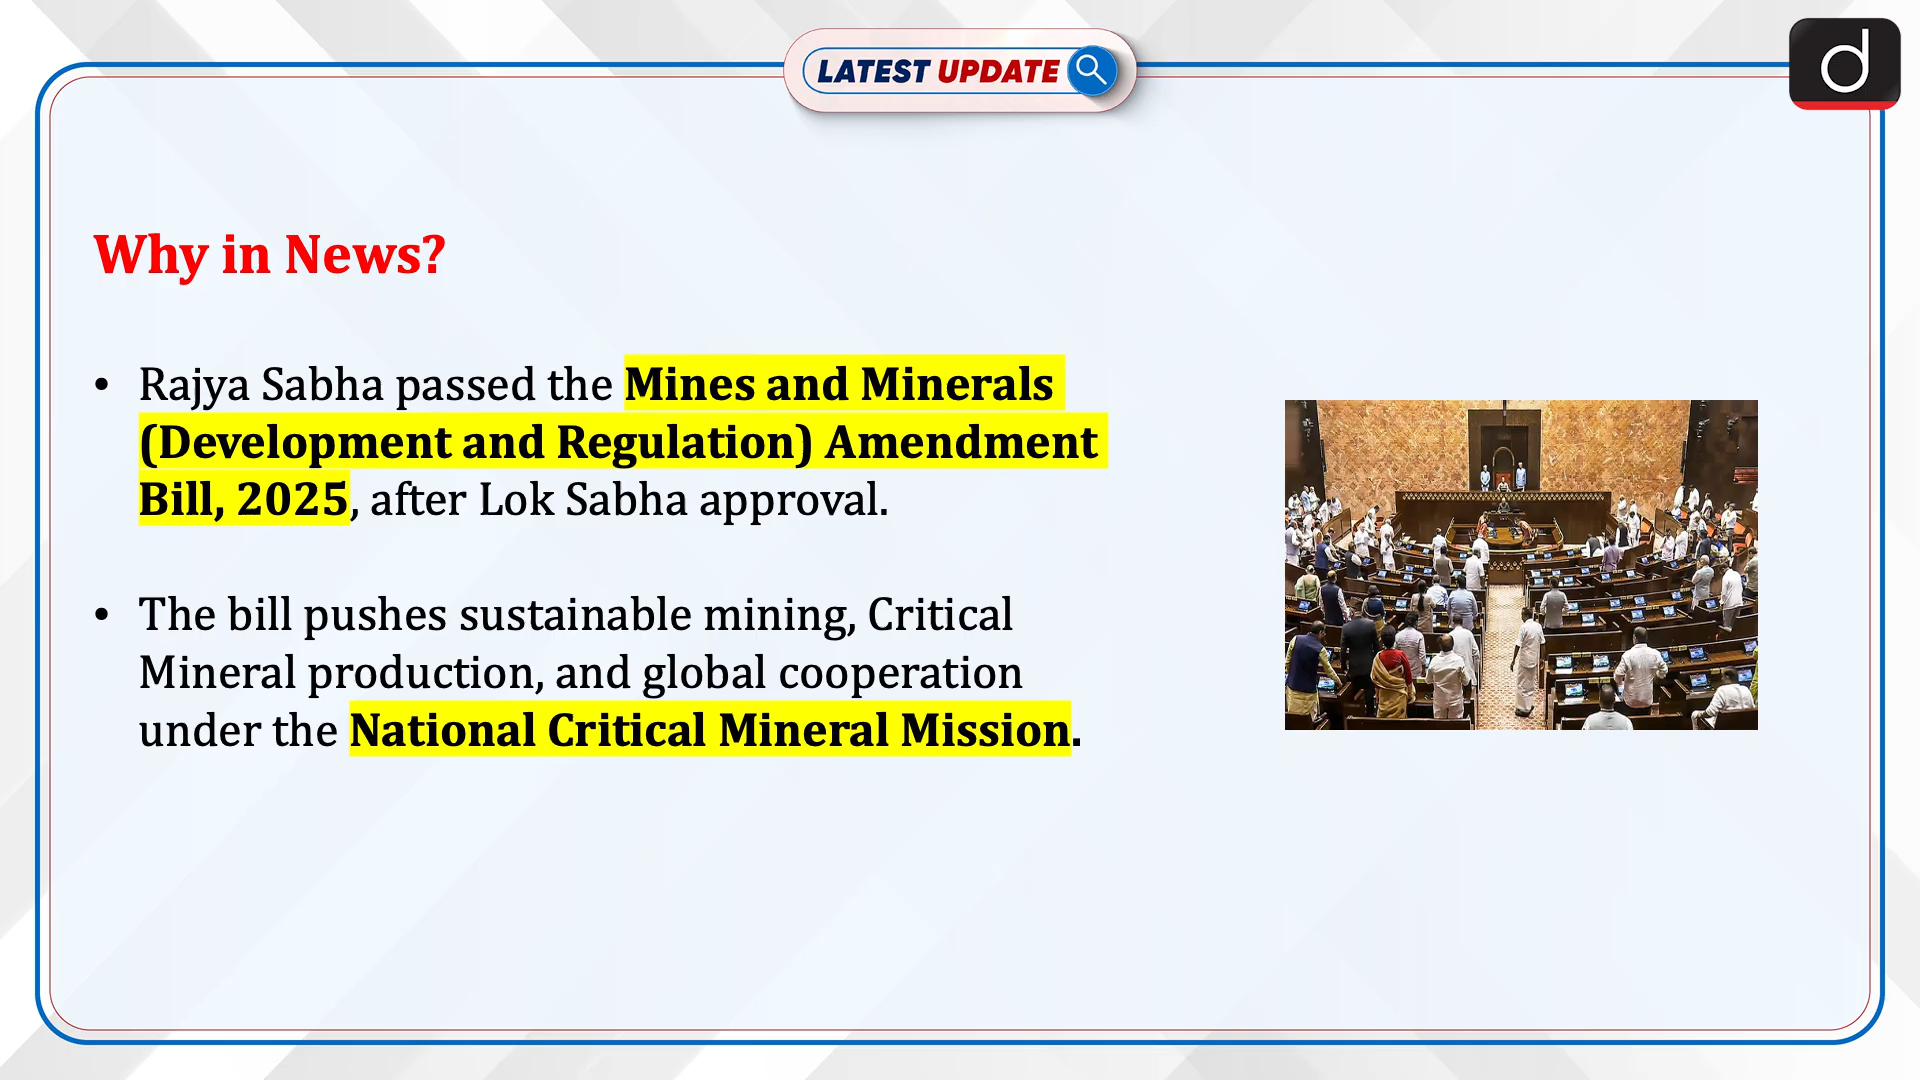 LATEST UPDATE
d
Why in News?
• Rajya Sabha passed the Mines and Minerals
(Development and Regulation) Amendment
Bill, 2025, after Lok Sabha approval.
• The bill pushes sustainable mining, Critical
Mineral production, and global cooperation
under the National Critical Mineral Mission.